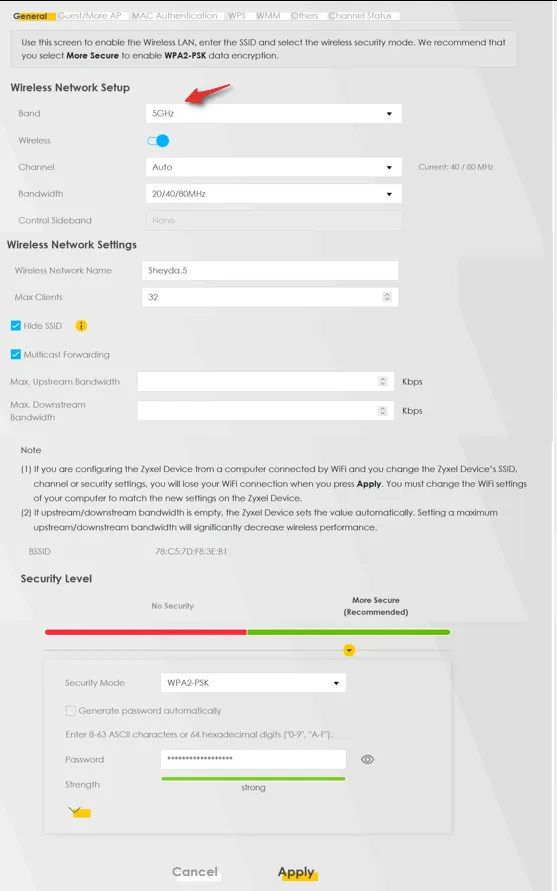 General Guest/More AP MAC Authentication WPS WMM Others Channel Status
Use this screen to enable the Wireless LAN, enter the SSID and select the wireless security mode. We recommend that
you select More Secure to enable WPA2-PSK data encryption.
Wireless Network Setup
Band 5GHz
Wireless
Channel Auto Current: 40 / 80 MHz
Bandwidth 20/40/80MHz
Control Sideband None
Wireless Network Settings
Wireless Network Name Sheyda.5
Max Clients 32
Hide SSID i
Multicast Forwarding
Max. Upstream Bandwidth Kbps
Max. Downstream
Bandwidth Kbps
Note
(1) If you are configuring the Zyxel Device from a computer connected by WiFi and you change the Zyxel Device's SSID,
channel or security settings, you will lose your WiFi connection when you press Apply. You must change the WiFi settings
of your computer to match the new settings on the Zyxel Device.
(2) If upstream/downstream bandwidth is empty, the Zyxel Device sets the value automatically. Setting a maximum
upstream/downstream bandwidth will significantly decrease wireless performance.
BSSID 78:C5:7D:F8:3E:B1
Security Level
No Security
More Secure
(Recommended)
Security Mode WPA2-PSK
Generate password automatically
Enter 8-63 ASCII characters or 64 hexadecimal digits ("0-9", "A-F").
Password ******************
Strength
strong
Cancel Apply